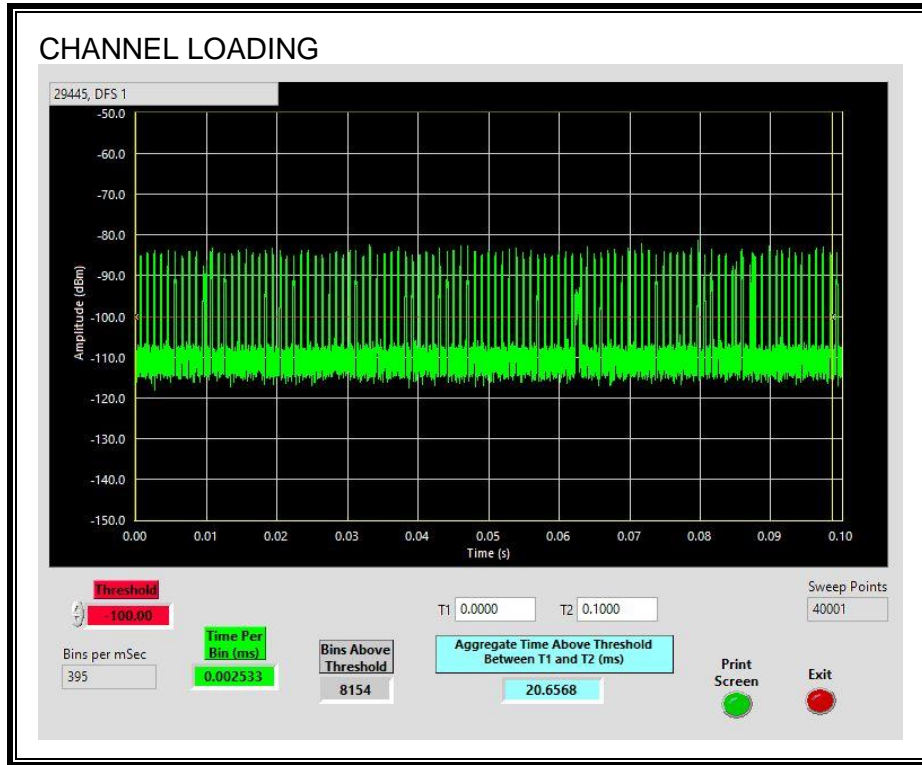 CHANNEL LOADING
29445, DFS 1
-50.0
-60.0
-70.0
-80.0
-90.0
-100.0
-110.0
-120.0
-130.0
-140.0
-150.0
Amplitude (dBm)
0.00 0.01 0.02 0.03 0.04 0.05 0.06 0.07 0.08 0.09 0.10
Time (s)
Threshold
-100.00
T1 0.0000 T2 0.1000
Sweep Points
40001
Bins per mSec
395
Time Per
Bin (ms)
0.002533
Bins Above
Threshold
8154
Aggregate Time Above Threshold
Between T1 and T2 (ms)
20.6568
Print
Screen
Exit